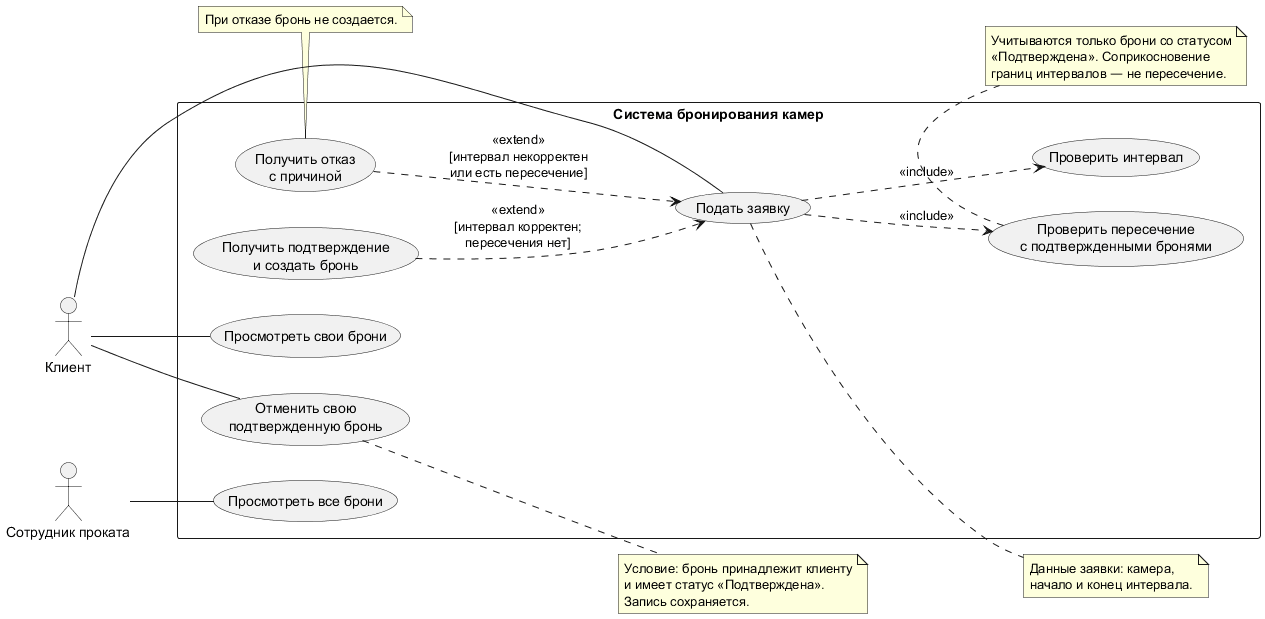 При отказе бронь не создается.
Учитываются только брони со статусом
«Подтверждена». Соприкосновение
границ интервалов — не пересечение.
Система бронирования камер
Получить отказ
с причиной
«extend»
[интервал некорректен
или есть пересечение]
Проверить интервал
«include»
Подать заявку
«extend»
[интервал корректен;
пересечения нет]
«include»
Проверить пересечение
с подтвержденными бронями
Получить подтверждение
и создать бронь
Клиент
Просмотреть свои брони
Отменить свою
подтвержденную бронь
Сотрудник проката
Просмотреть все брони
Условие: бронь принадлежит клиенту
и имеет статус «Подтверждена».
Запись сохраняется.
Данные заявки: камера,
начало и конец интервала.